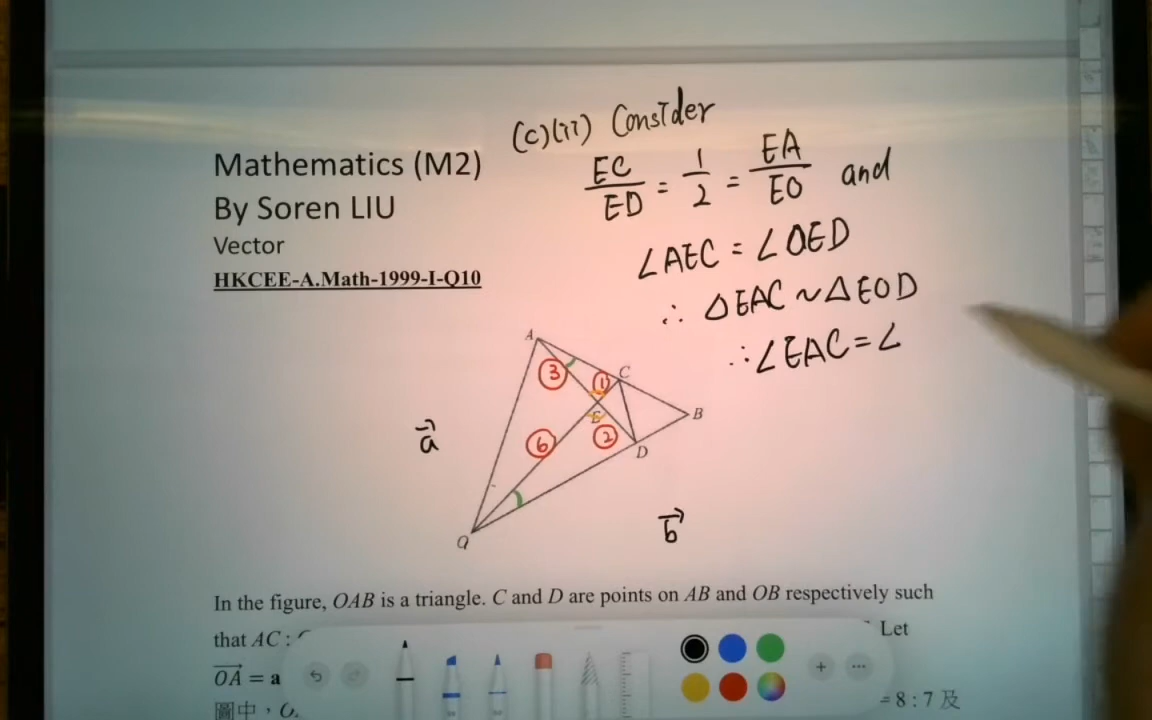 (c)(ii) Consider
EC/ED = 1/2 = EA/EO and
∠AEC = ∠OED
∴ △EAC ~ △EOD
∴ ∠EAC = ∠
Mathematics (M2)
By Soren LIU
Vector
HKCEE-A.Math-1999-I-Q10
A
③
①
C
E
B
⑥
②
D
O
a⃗
b⃗
In the figure, OAB is a triangle. C and D are points on AB and OB respectively such
that AC : Let
OA⃗ = a
圖中，O = 8 : 7 及